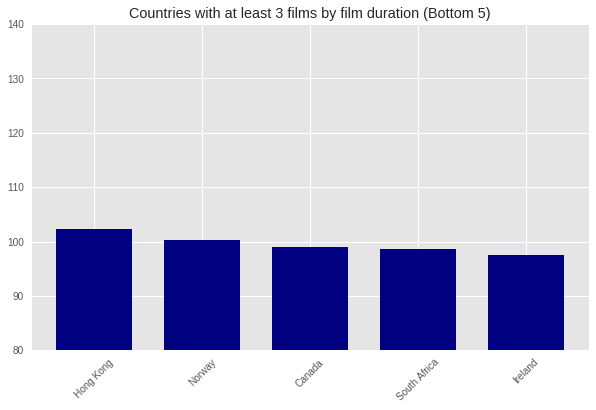 Countries with at least 3 films by film duration (Bottom 5)
140
130
120
110
100
90
80
Hong Kong
Norway
Canada
South Africa
Ireland